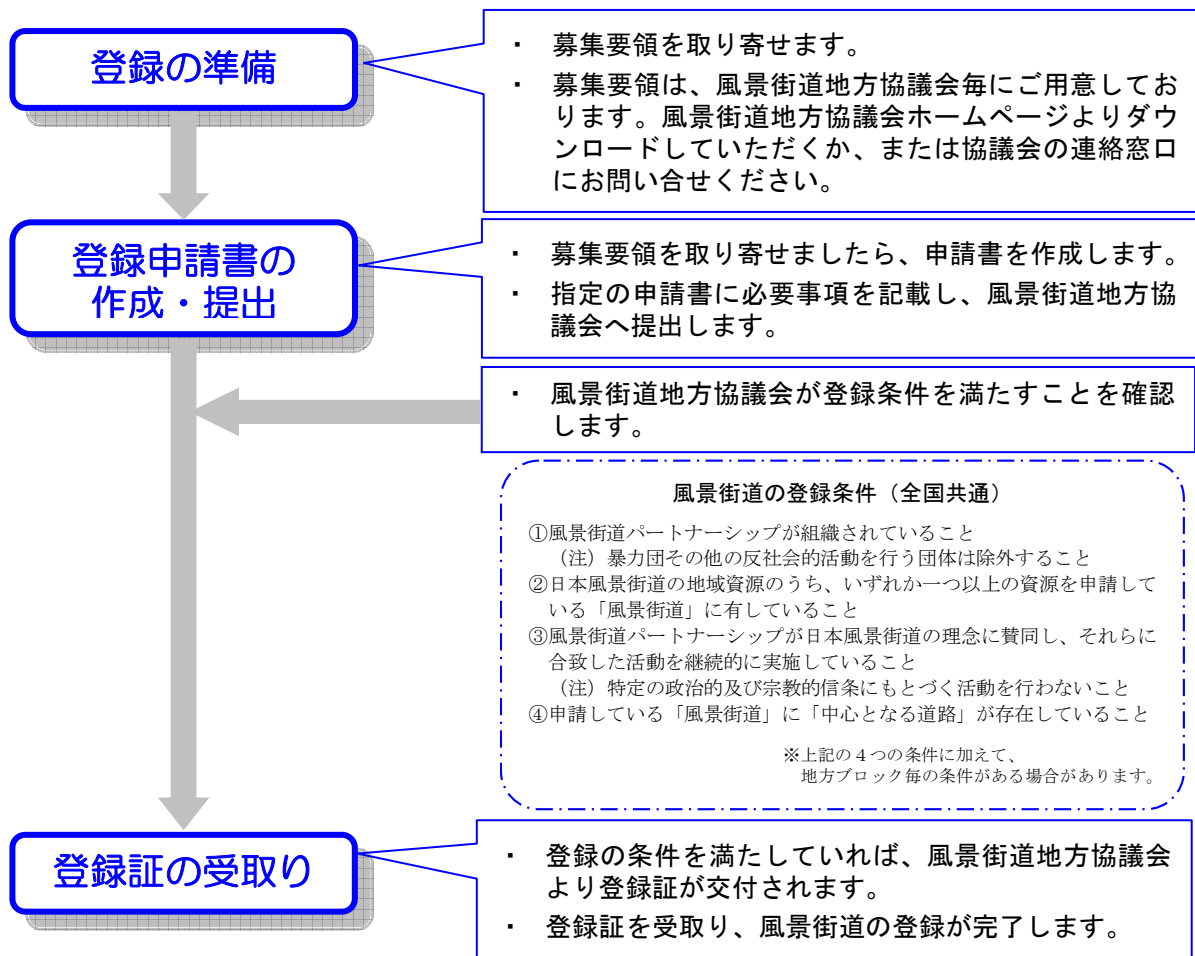 登録の準備
・ 募集要領を取り寄せます。
・ 募集要領は、風景街道地方協議会毎にご用意してお
ります。風景街道地方協議会ホームページよりダウ
ンロードしていただくか、または協議会の連絡窓口
にお問い合せください。
登録申請書の
作成・提出
・ 募集要領を取り寄せましたら、申請書を作成します。
・ 指定の申請書に必要事項を記載し、風景街道地方協
議会へ提出します。
・ 風景街道地方協議会が登録条件を満たすことを確認
します。
風景街道の登録条件（全国共通）
①風景街道パートナーシップが組織されていること
（注）暴力団その他の反社会的活動を行う団体は除外すること
②日本風景街道の地域資源のうち、いずれか一つ以上の資源を申請して
いる「風景街道」に有していること
③風景街道パートナーシップが日本風景街道の理念に賛同し、それらに
合致した活動を継続的に実施していること
（注）特定の政治的及び宗教的信条にもとづく活動を行わないこと
④申請している「風景街道」に「中心となる道路」が存在していること
※上記の４つの条件に加えて、
地方ブロック毎の条件がある場合があります。
登録証の受取り
・ 登録の条件を満たしていれば、風景街道地方協議会
より登録証が交付されます。
・ 登録証を受取り、風景街道の登録が完了します。